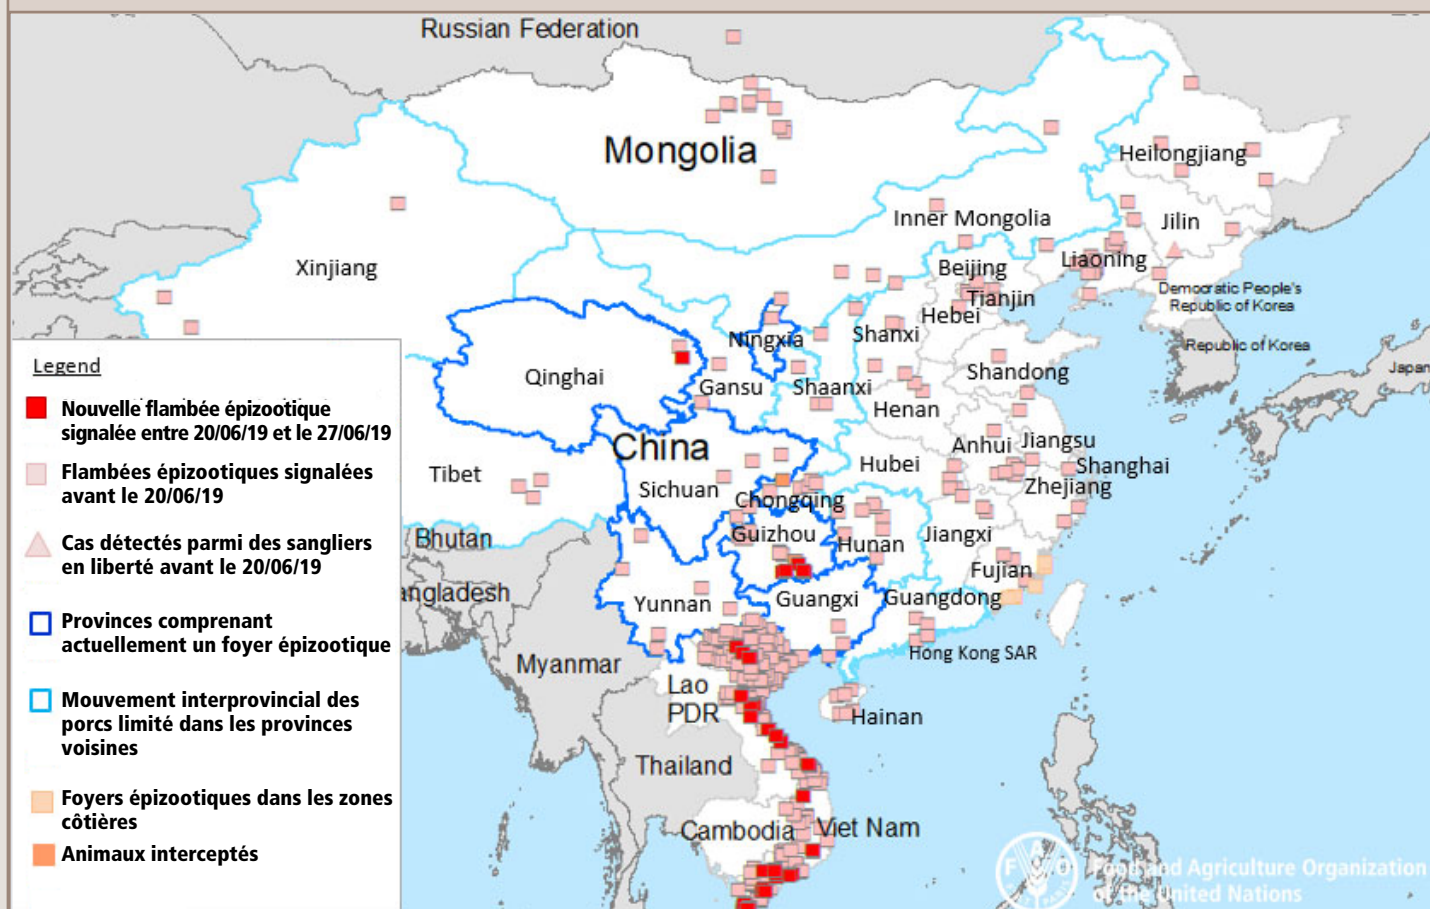 Russian Federation
Mongolia
Heilongjiang
Inner Mongolia
Jilin
Xinjiang
Beijing
Liaoning
Tianjin
Democratic People's
Republic of Korea
Hebei
Ningxia
Shanxi
Republic of Korea
Qinghai
Gansu
Shaanxi
Shandong
Japan
Henan
China
Anhui
Jiangsu
Tibet
Hubei
Shanghai
Sichuan
Zhejiang
Chongqing
Bhutan
Guizhou
Hunan
Jiangxi
Fujian
angladesh
Yunnan
Guangxi
Guangdong
Myanmar
Hong Kong SAR
Lao
PDR
Hainan
Thailand
Cambodia
Viet Nam
Legend
Nouvelle flambée épizootique
signalée entre 20/06/19 et le 27/06/19
Flambées épizootiques signalées
avant le 20/06/19
Cas détectés parmi des sangliers
en liberté avant le 20/06/19
Provinces comprenant
actuellement un foyer épizootique
Mouvement interprovincial des
porcs limité dans les provinces
voisines
Foyers épizootiques dans les zones
côtières
Animaux interceptés
FAO
Food and Agriculture Organization
of the United Nations